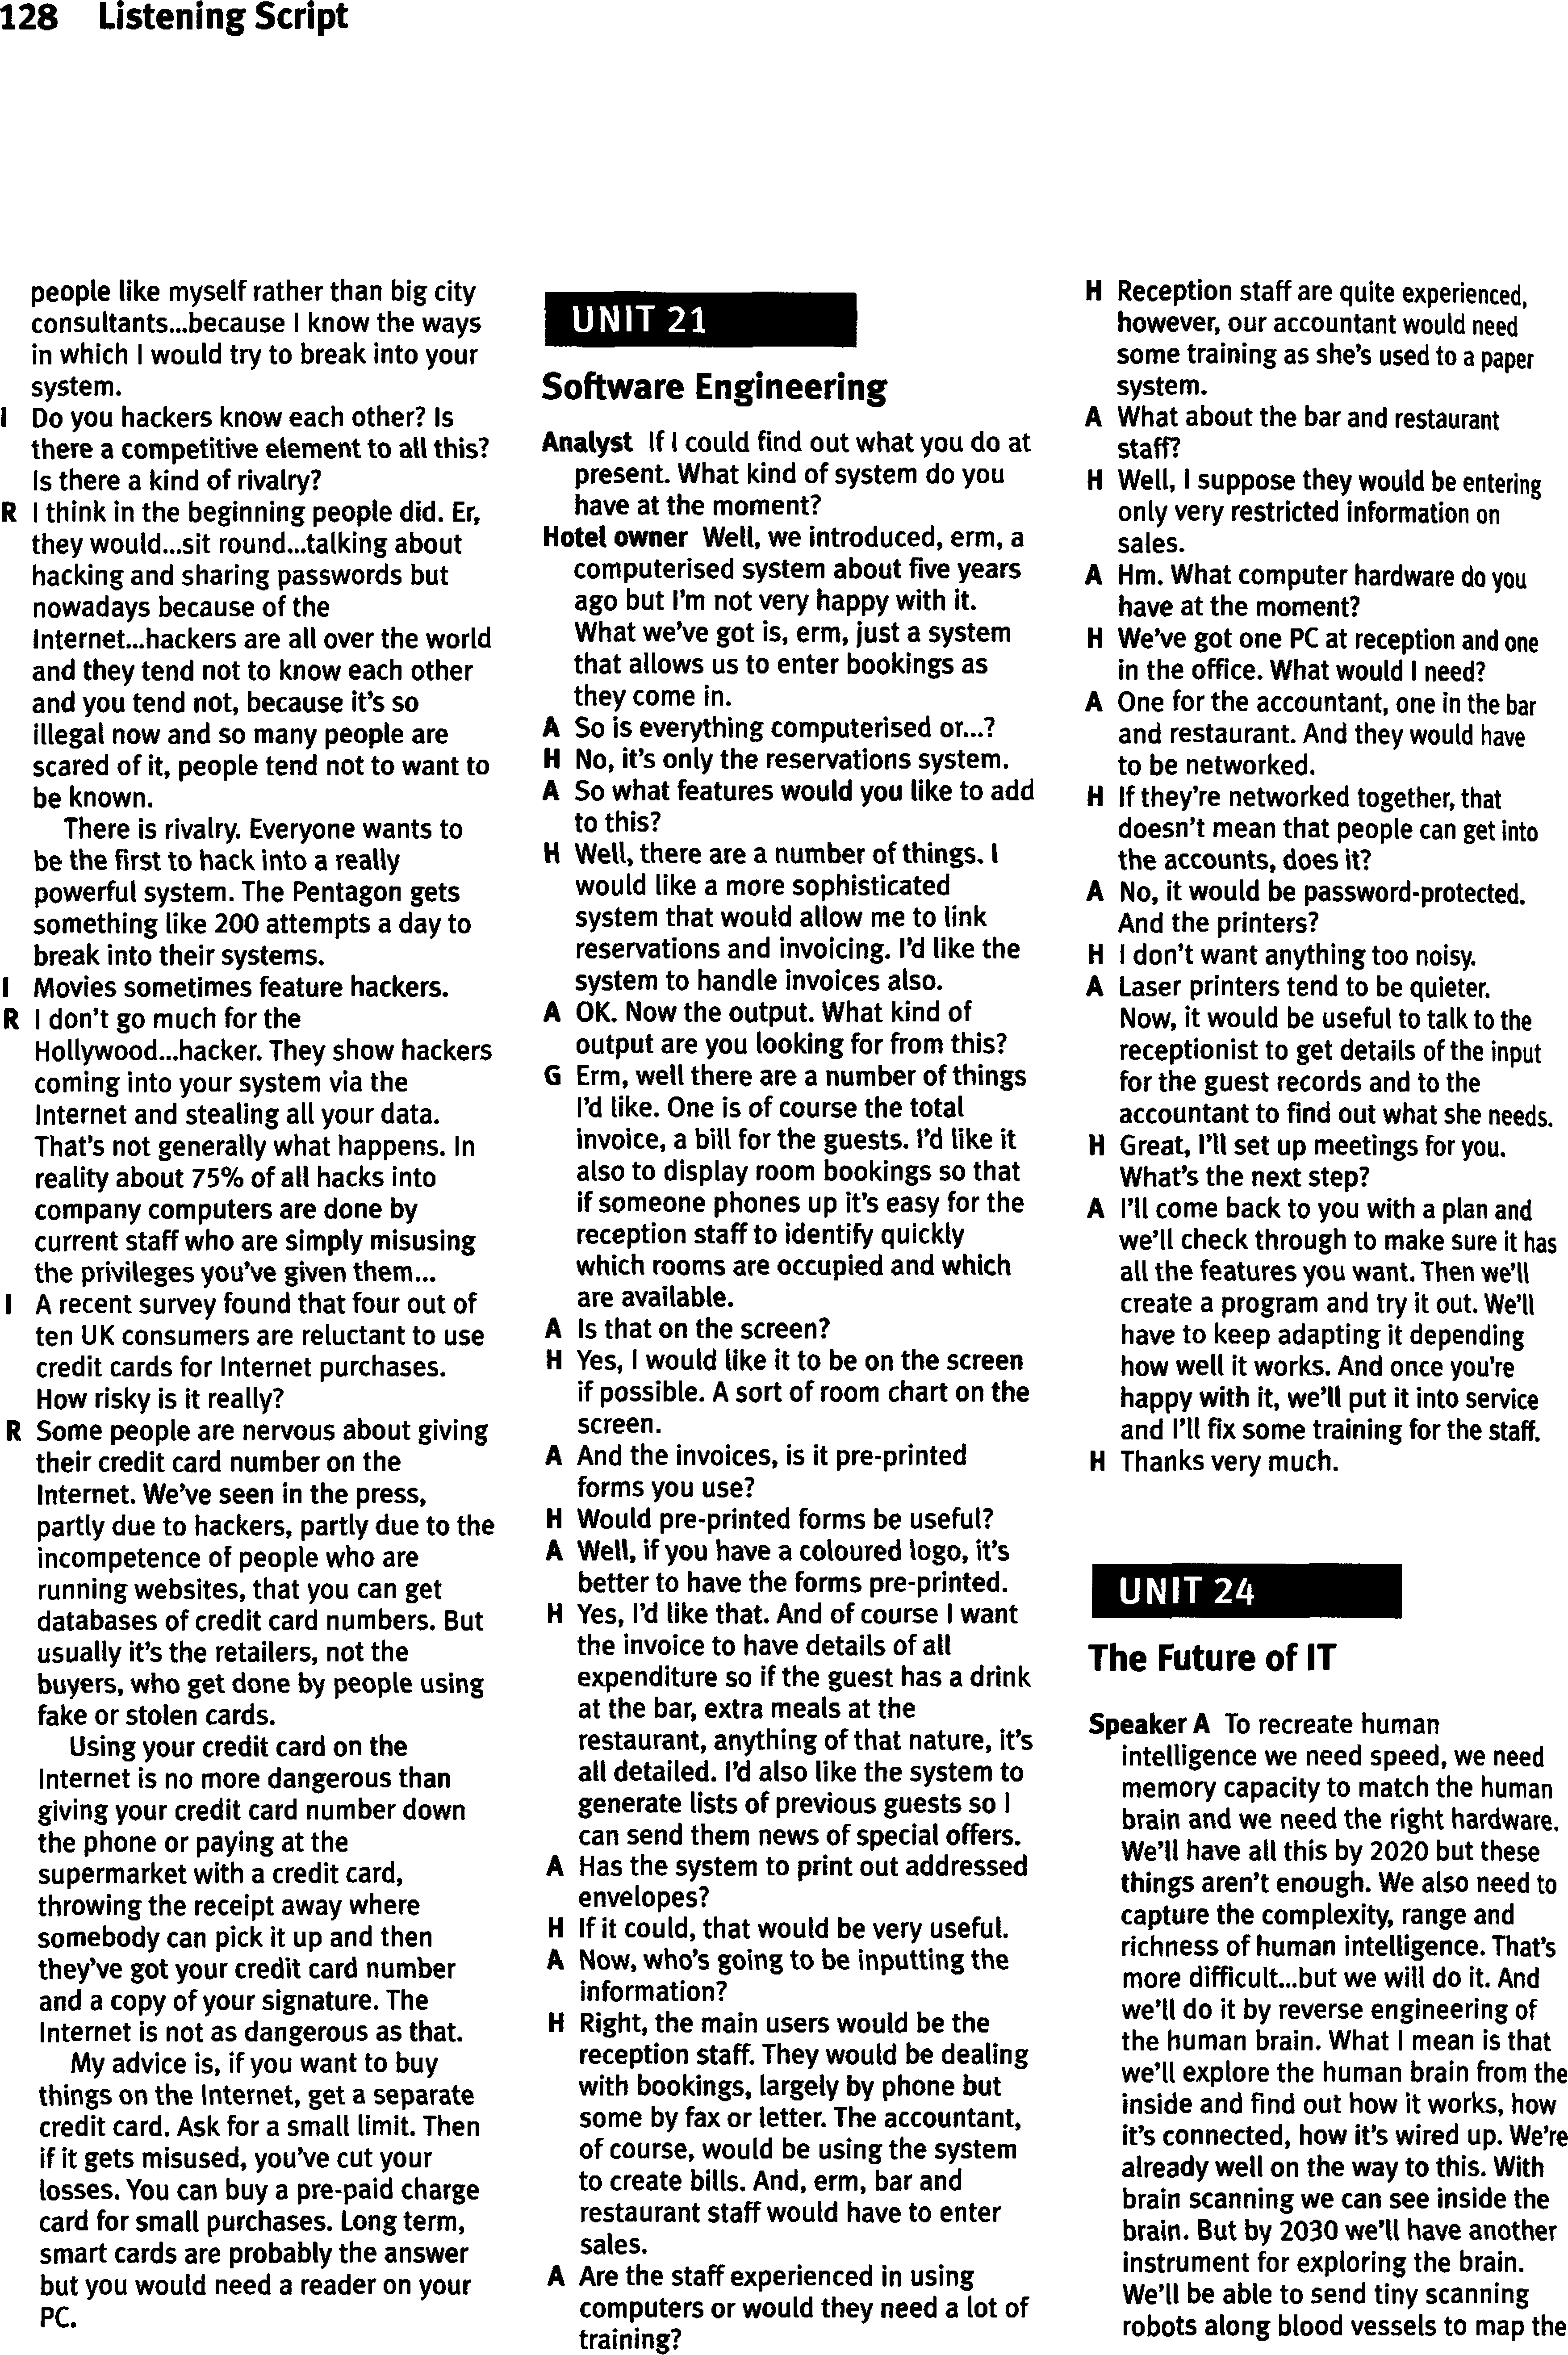 128 Listening Script
people like myself rather than big city
consultants...because I know the ways
in which I would try to break into your
system.
I Do you hackers know each other? Is
there a competitive element to all this?
Is there a kind of rivalry?
R I think in the beginning people did. Er,
they would...sit round...talking about
hacking and sharing passwords but
nowadays because of the
Internet...hackers are all over the world
and they tend not to know each other
and you tend not, because it's so
illegal now and so many people are
scared of it, people tend not to want to
be known.
There is rivalry. Everyone wants to
be the first to hack into a really
powerful system. The Pentagon gets
something like 200 attempts a day to
break into their systems.
I Movies sometimes feature hackers.
R I don't go much for the
Hollywood...hacker. They show hackers
coming into your system via the
Internet and stealing all your data.
That's not generally what happens. In
reality about 75% of all hacks into
company computers are done by
current staff who are simply misusing
the privileges you've given them...
I A recent survey found that four out of
ten UK consumers are reluctant to use
credit cards for Internet purchases.
How risky is it really?
R Some people are nervous about giving
their credit card number on the
Internet. We've seen in the press,
partly due to hackers, partly due to the
incompetence of people who are
running websites, that you can get
databases of credit card numbers. But
usually it's the retailers, not the
buyers, who get done by people using
fake or stolen cards.
Using your credit card on the
Internet is no more dangerous than
giving your credit card number down
the phone or paying at the
supermarket with a credit card,
throwing the receipt away where
somebody can pick it up and then
they've got your credit card number
and a copy of your signature. The
Internet is not as dangerous as that.
My advice is, if you want to buy
things on the Internet, get a separate
credit card. Ask for a small limit. Then
if it gets misused, you've cut your
losses. You can buy a pre-paid charge
card for small purchases. Long term,
smart cards are probably the answer
but you would need a reader on your
PC.
UNIT 21
Software Engineering
Analyst If I could find out what you do at
present. What kind of system do you
have at the moment?
Hotel owner Well, we introduced, erm, a
computerised system about five years
ago but I'm not very happy with it.
What we've got is, erm, just a system
that allows us to enter bookings as
they come in.
A So is everything computerised or...?
H No, it's only the reservations system.
A So what features would you like to add
to this?
H Well, there are a number of things. I
would like a more sophisticated
system that would allow me to link
reservations and invoicing. I'd like the
system to handle invoices also.
A OK. Now the output. What kind of
output are you looking for from this?
G Erm, well there are a number of things
I'd like. One is of course the total
invoice, a bill for the guests. I'd like it
also to display room bookings so that
if someone phones up it's easy for the
reception staff to identify quickly
which rooms are occupied and which
are available.
A Is that on the screen?
H Yes, I would like it to be on the screen
if possible. A sort of room chart on the
screen.
A And the invoices, is it pre-printed
forms you use?
H Would pre-printed forms be useful?
A Well, if you have a coloured logo, it's
better to have the forms pre-printed.
H Yes, I'd like that. And of course I want
the invoice to have details of all
expenditure so if the guest has a drink
at the bar, extra meals at the
restaurant, anything of that nature, it's
all detailed. I'd also like the system to
generate lists of previous guests so I
can send them news of special offers.
A Has the system to print out addressed
envelopes?
H If it could, that would be very useful.
A Now, who's going to be inputting the
information?
H Right, the main users would be the
reception staff. They would be dealing
with bookings, largely by phone but
some by fax or letter. The accountant,
of course, would be using the system
to create bills. And, erm, bar and
restaurant staff would have to enter
sales.
A Are the staff experienced in using
computers or would they need a lot of
training?
H Reception staff are quite experienced,
however, our accountant would need
some training as she's used to a paper
system.
A What about the bar and restaurant
staff?
H Well, I suppose they would be entering
only very restricted information on
sales.
A Hm. What computer hardware do you
have at the moment?
H We've got one PC at reception and one
in the office. What would I need?
A One for the accountant, one in the bar
and restaurant. And they would have
to be networked.
H If they're networked together, that
doesn't mean that people can get into
the accounts, does it?
A No, it would be password-protected.
And the printers?
H I don't want anything too noisy.
A Laser printers tend to be quieter.
Now, it would be useful to talk to the
receptionist to get details of the input
for the guest records and to the
accountant to find out what she needs.
H Great, I'll set up meetings for you.
What's the next step?
A I'll come back to you with a plan and
we'll check through to make sure it has
all the features you want. Then we'll
create a program and try it out. We'll
have to keep adapting it depending
how well it works. And once you're
happy with it, we'll put it into service
and I'll fix some training for the staff.
H Thanks very much.
UNIT 24
The Future of IT
Speaker A To recreate human
intelligence we need speed, we need
memory capacity to match the human
brain and we need the right hardware.
We'll have all this by 2020 but these
things aren't enough. We also need to
capture the complexity, range and
richness of human intelligence. That's
more difficult...but we will do it. And
we'll do it by reverse engineering of
the human brain. What I mean is that
we'll explore the human brain from the
inside and find out how it works, how
it's connected, how it's wired up. We're
already well on the way to this. With
brain scanning we can see inside the
brain. But by 2030 we'll have another
instrument for exploring the brain.
We'll be able to send tiny scanning
robots along blood vessels to map the